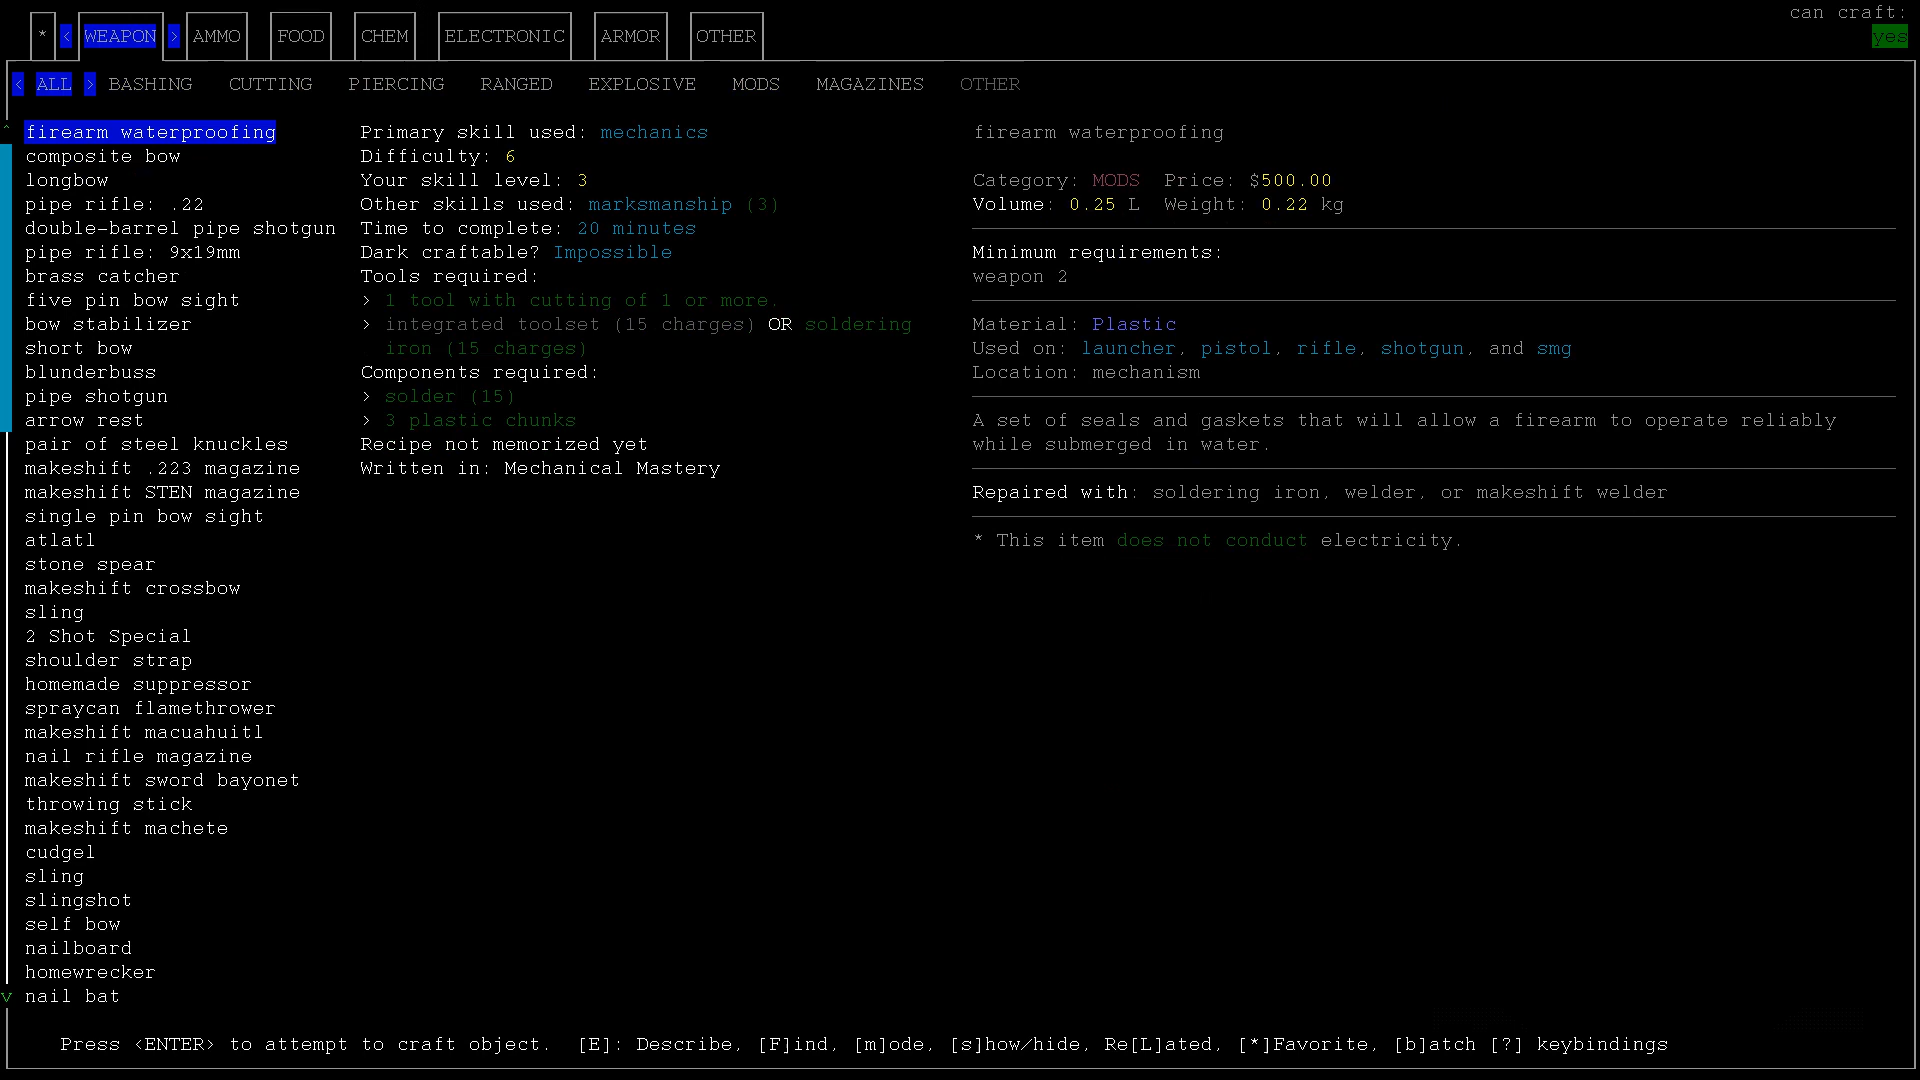 can craft:
* < WEAPON > AMMO FOOD CHEM ELECTRONIC ARMOR OTHER yes
< ALL > BASHING CUTTING PIERCING RANGED EXPLOSIVE MODS MAGAZINES OTHER
^
firearm waterproofing
composite bow
longbow
pipe rifle: .22
double-barrel pipe shotgun
pipe rifle: 9x19mm
brass catcher
five pin bow sight
bow stabilizer
short bow
blunderbuss
pipe shotgun
arrow rest
pair of steel knuckles
makeshift .223 magazine
makeshift STEN magazine
single pin bow sight
atlatl
stone spear
makeshift crossbow
sling
2 Shot Special
shoulder strap
homemade suppressor
spraycan flamethrower
makeshift macuahuitl
nail rifle magazine
makeshift sword bayonet
throwing stick
makeshift machete
cudgel
sling
slingshot
self bow
nailboard
homewrecker
v nail bat
Primary skill used: mechanics
Difficulty: 6
Your skill level: 3
Other skills used: marksmanship (3)
Time to complete: 20 minutes
Dark craftable? Impossible
Tools required:
> 1 tool with cutting of 1 or more.
> integrated toolset (15 charges) OR soldering
iron (15 charges)
Components required:
> solder (15)
> 3 plastic chunks
Recipe not memorized yet
Written in: Mechanical Mastery
firearm waterproofing
Category: MODS Price: $500.00
Volume: 0.25 L Weight: 0.22 kg
Minimum requirements:
weapon 2
Material: Plastic
Used on: launcher, pistol, rifle, shotgun, and smg
Location: mechanism
A set of seals and gaskets that will allow a firearm to operate reliably
while submerged in water.
Repaired with: soldering iron, welder, or makeshift welder
* This item does not conduct electricity.
Press <ENTER> to attempt to craft object. [E]: Describe, [F]ind, [m]ode, [s]how/hide, Re[L]ated, [*]Favorite, [b]atch [?] keybindings